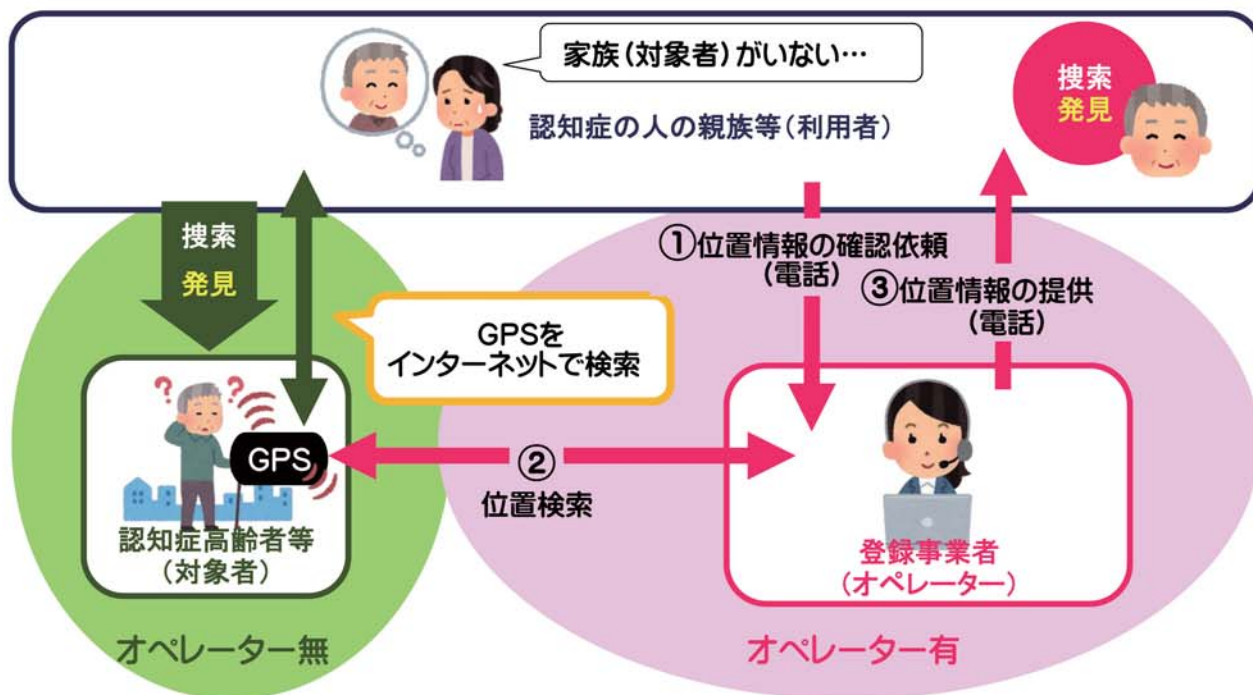 家族(対象者)がいない…
認知症の人の親族等(利用者)
捜索
発見
捜索
発見
①位置情報の確認依頼
(電話)
③位置情報の提供
(電話)
GPSを
インターネットで検索
??
GPS
②
位置検索
認知症高齢者等
(対象者)
登録事業者
(オペレーター)
オペレーター無
オペレーター有